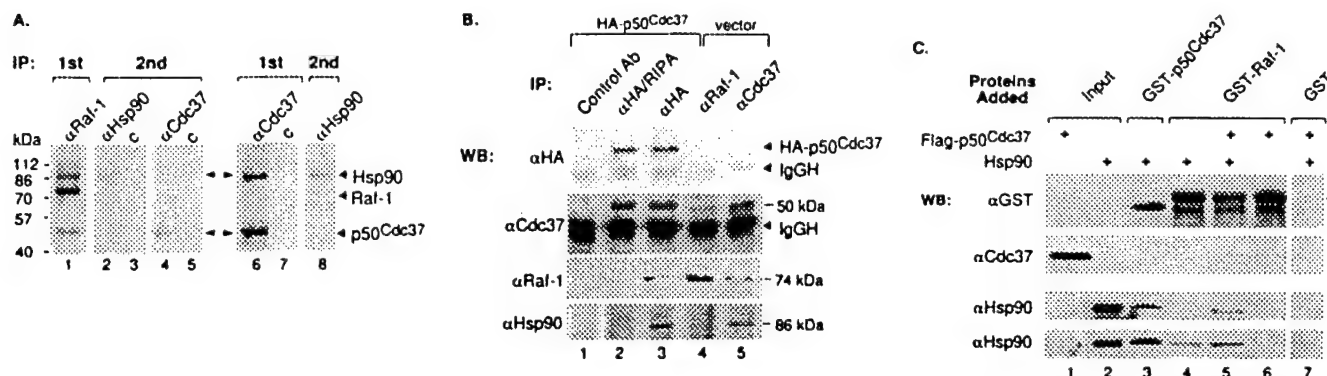 A.
IP: 1st 2nd 1st 2nd
αRaf-1 αHsp90 c αCdc37 c αCdc37 c αHsp90
kDa
112
86
70
57
40
Hsp90
Raf-1
p50Cdc37
1 2 3 4 5 6 7 8
B.
HA-p50Cdc37 vector
IP: Control Ab αHA/RIPA αHA αRaf-1 αCdc37
WB: αHA
HA-p50Cdc37
IgGH
αCdc37
50 kDa
IgGH
αRaf-1
74 kDa
αHsp90
86 kDa
1 2 3 4 5
C.
Proteins Added
Input GST-p50Cdc37 GST-Raf-1 GST
Flag-p50Cdc37 + + + +
Hsp90 + + + + +
WB: αGST
αCdc37
αHsp90
αHsp90
1 2 3 4 5 6 7